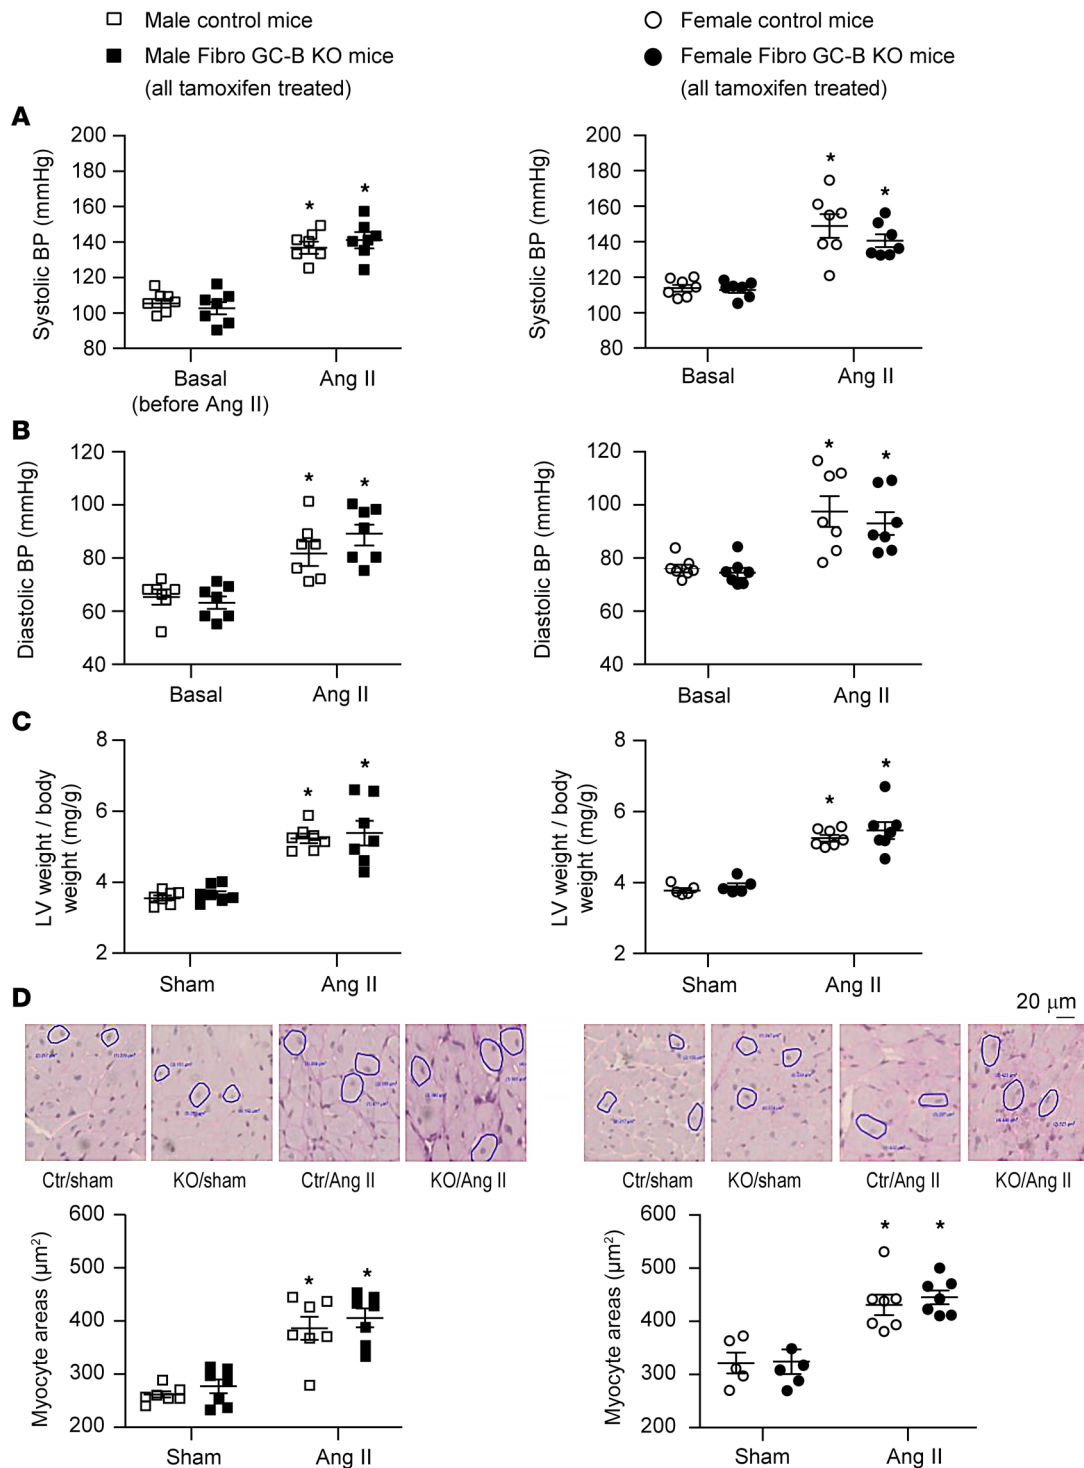 Male control mice
Male Fibro GC-B KO mice
(all tamoxifen treated)
Female control mice
Female Fibro GC-B KO mice
(all tamoxifen treated)
A
Systolic BP (mmHg)
200
180
160
140
120
100
80
* *
Basal
(before Ang II)
Ang II
Systolic BP (mmHg)
200
180
160
140
120
100
80
* *
Basal
Ang II
B
Diastolic BP (mmHg)
120
100
80
60
40
* *
Basal
Ang II
Diastolic BP (mmHg)
120
100
80
60
40
* *
Basal
Ang II
C
LV weight / body
weight (mg/g)
8
6
4
2
* *
Sham
Ang II
LV weight / body
weight (mg/g)
8
6
4
2
* *
Sham
Ang II
D
20 μm
Ctr/sham
KO/sham
Ctr/Ang II
KO/Ang II
Ctr/sham
KO/sham
Ctr/Ang II
KO/Ang II
Myocyte areas (μm²)
600
500
400
300
200
* *
Sham
Ang II
Myocyte areas (μm²)
600
500
400
300
200
* *
Sham
Ang II